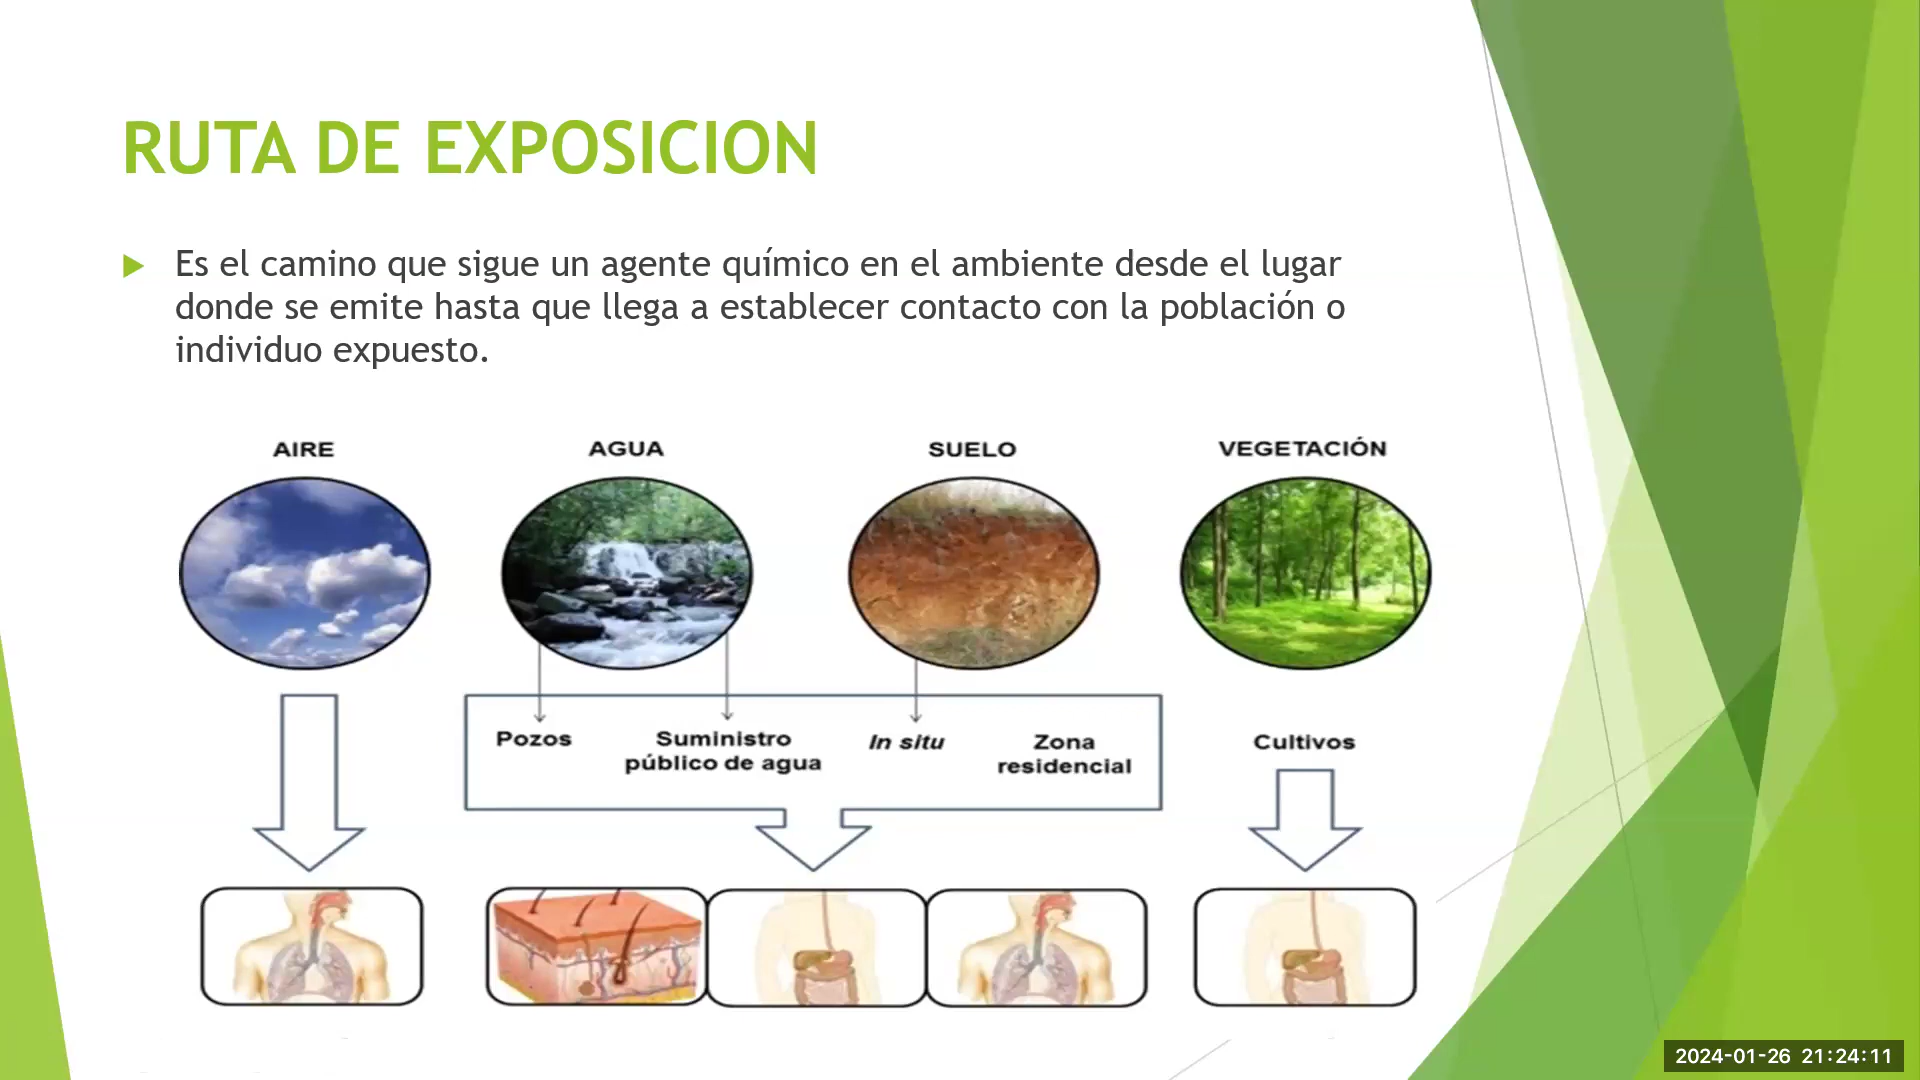 RUTA DE EXPOSICION
Es el camino que sigue un agente químico en el ambiente desde el lugar
donde se emite hasta que llega a establecer contacto con la población o
individuo expuesto.
AIRE
AGUA
SUELO
VEGETACIÓN
Pozos
Suministro
público de agua
In situ
Zona
residencial
Cultivos
2024-01-26 21:24:11